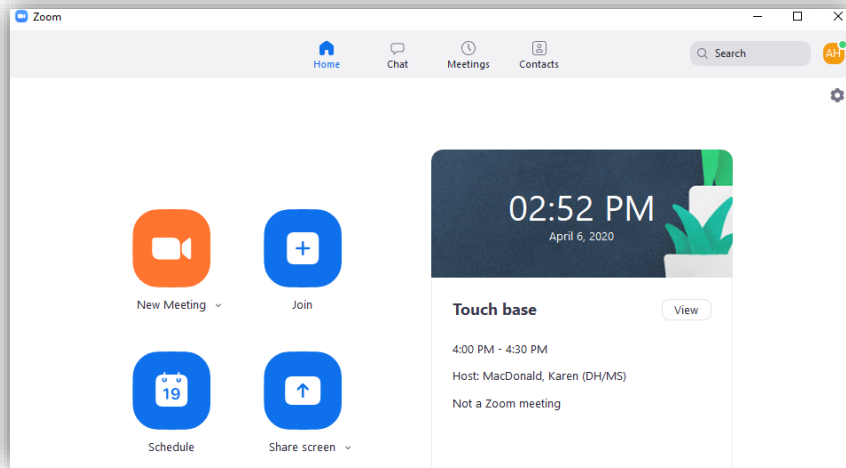 Zoom
Home
Chat
Meetings
Contacts
Search
AH
02:52 PM
April 6, 2020
New Meeting
Join
Touch base
View
4:00 PM - 4:30 PM
Host: MacDonald, Karen (DH/MS)
Not a Zoom meeting
19
Schedule
Share screen